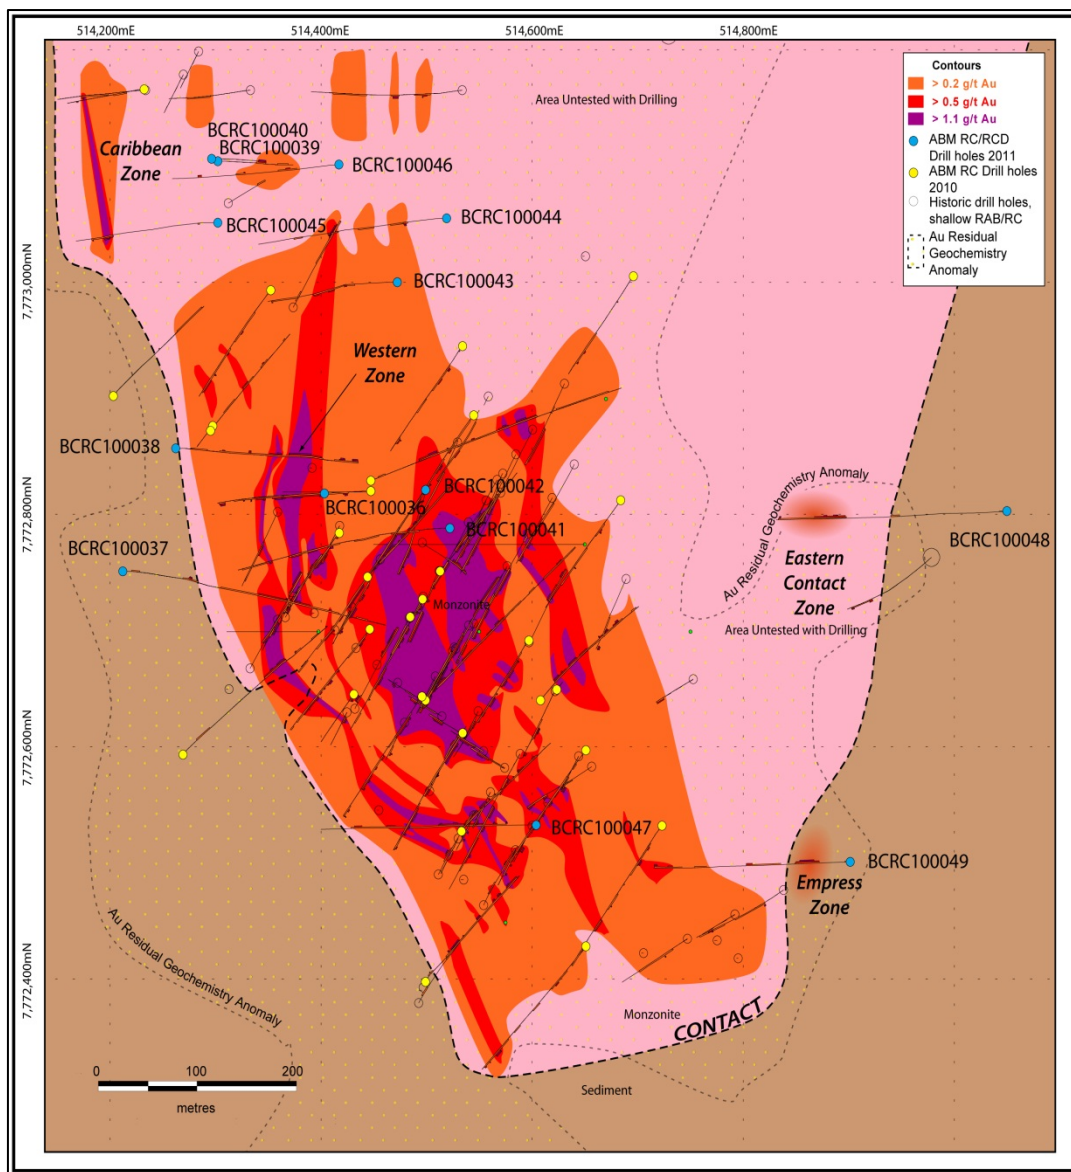 514,200mE 514,400mE 514,600mE 514,800mE
Contours
> 0.2 g/t Au
> 0.5 g/t Au
> 1.1 g/t Au
ABM RC/RCD
Drill holes 2011
ABM RC Drill holes
2010
Historic drill holes,
shallow RAB/RC
Au Residual
Geochemistry
Anomaly
Area Untested with Drilling
BCRC100040
BCRC100039
BCRC100046
Caribbean
Zone
BCRC100045
BCRC100044
7,773,000mN
BCRC100043
Western
Zone
BCRC100038
BCRC100042
BCRC100036
7,772,800mN
BCRC100041
BCRC100037
Au Residual Geochemistry Anomaly
BCRC100048
Eastern
Contact
Zone
Monzonite
Area Untested with Drilling
7,772,600mN
BCRC100047
BCRC100049
Empress
Zone
Au Residual Geochemistry Anomaly
7,772,400mN
Monzonite
CONTACT
Sediment
0 100 200
metres